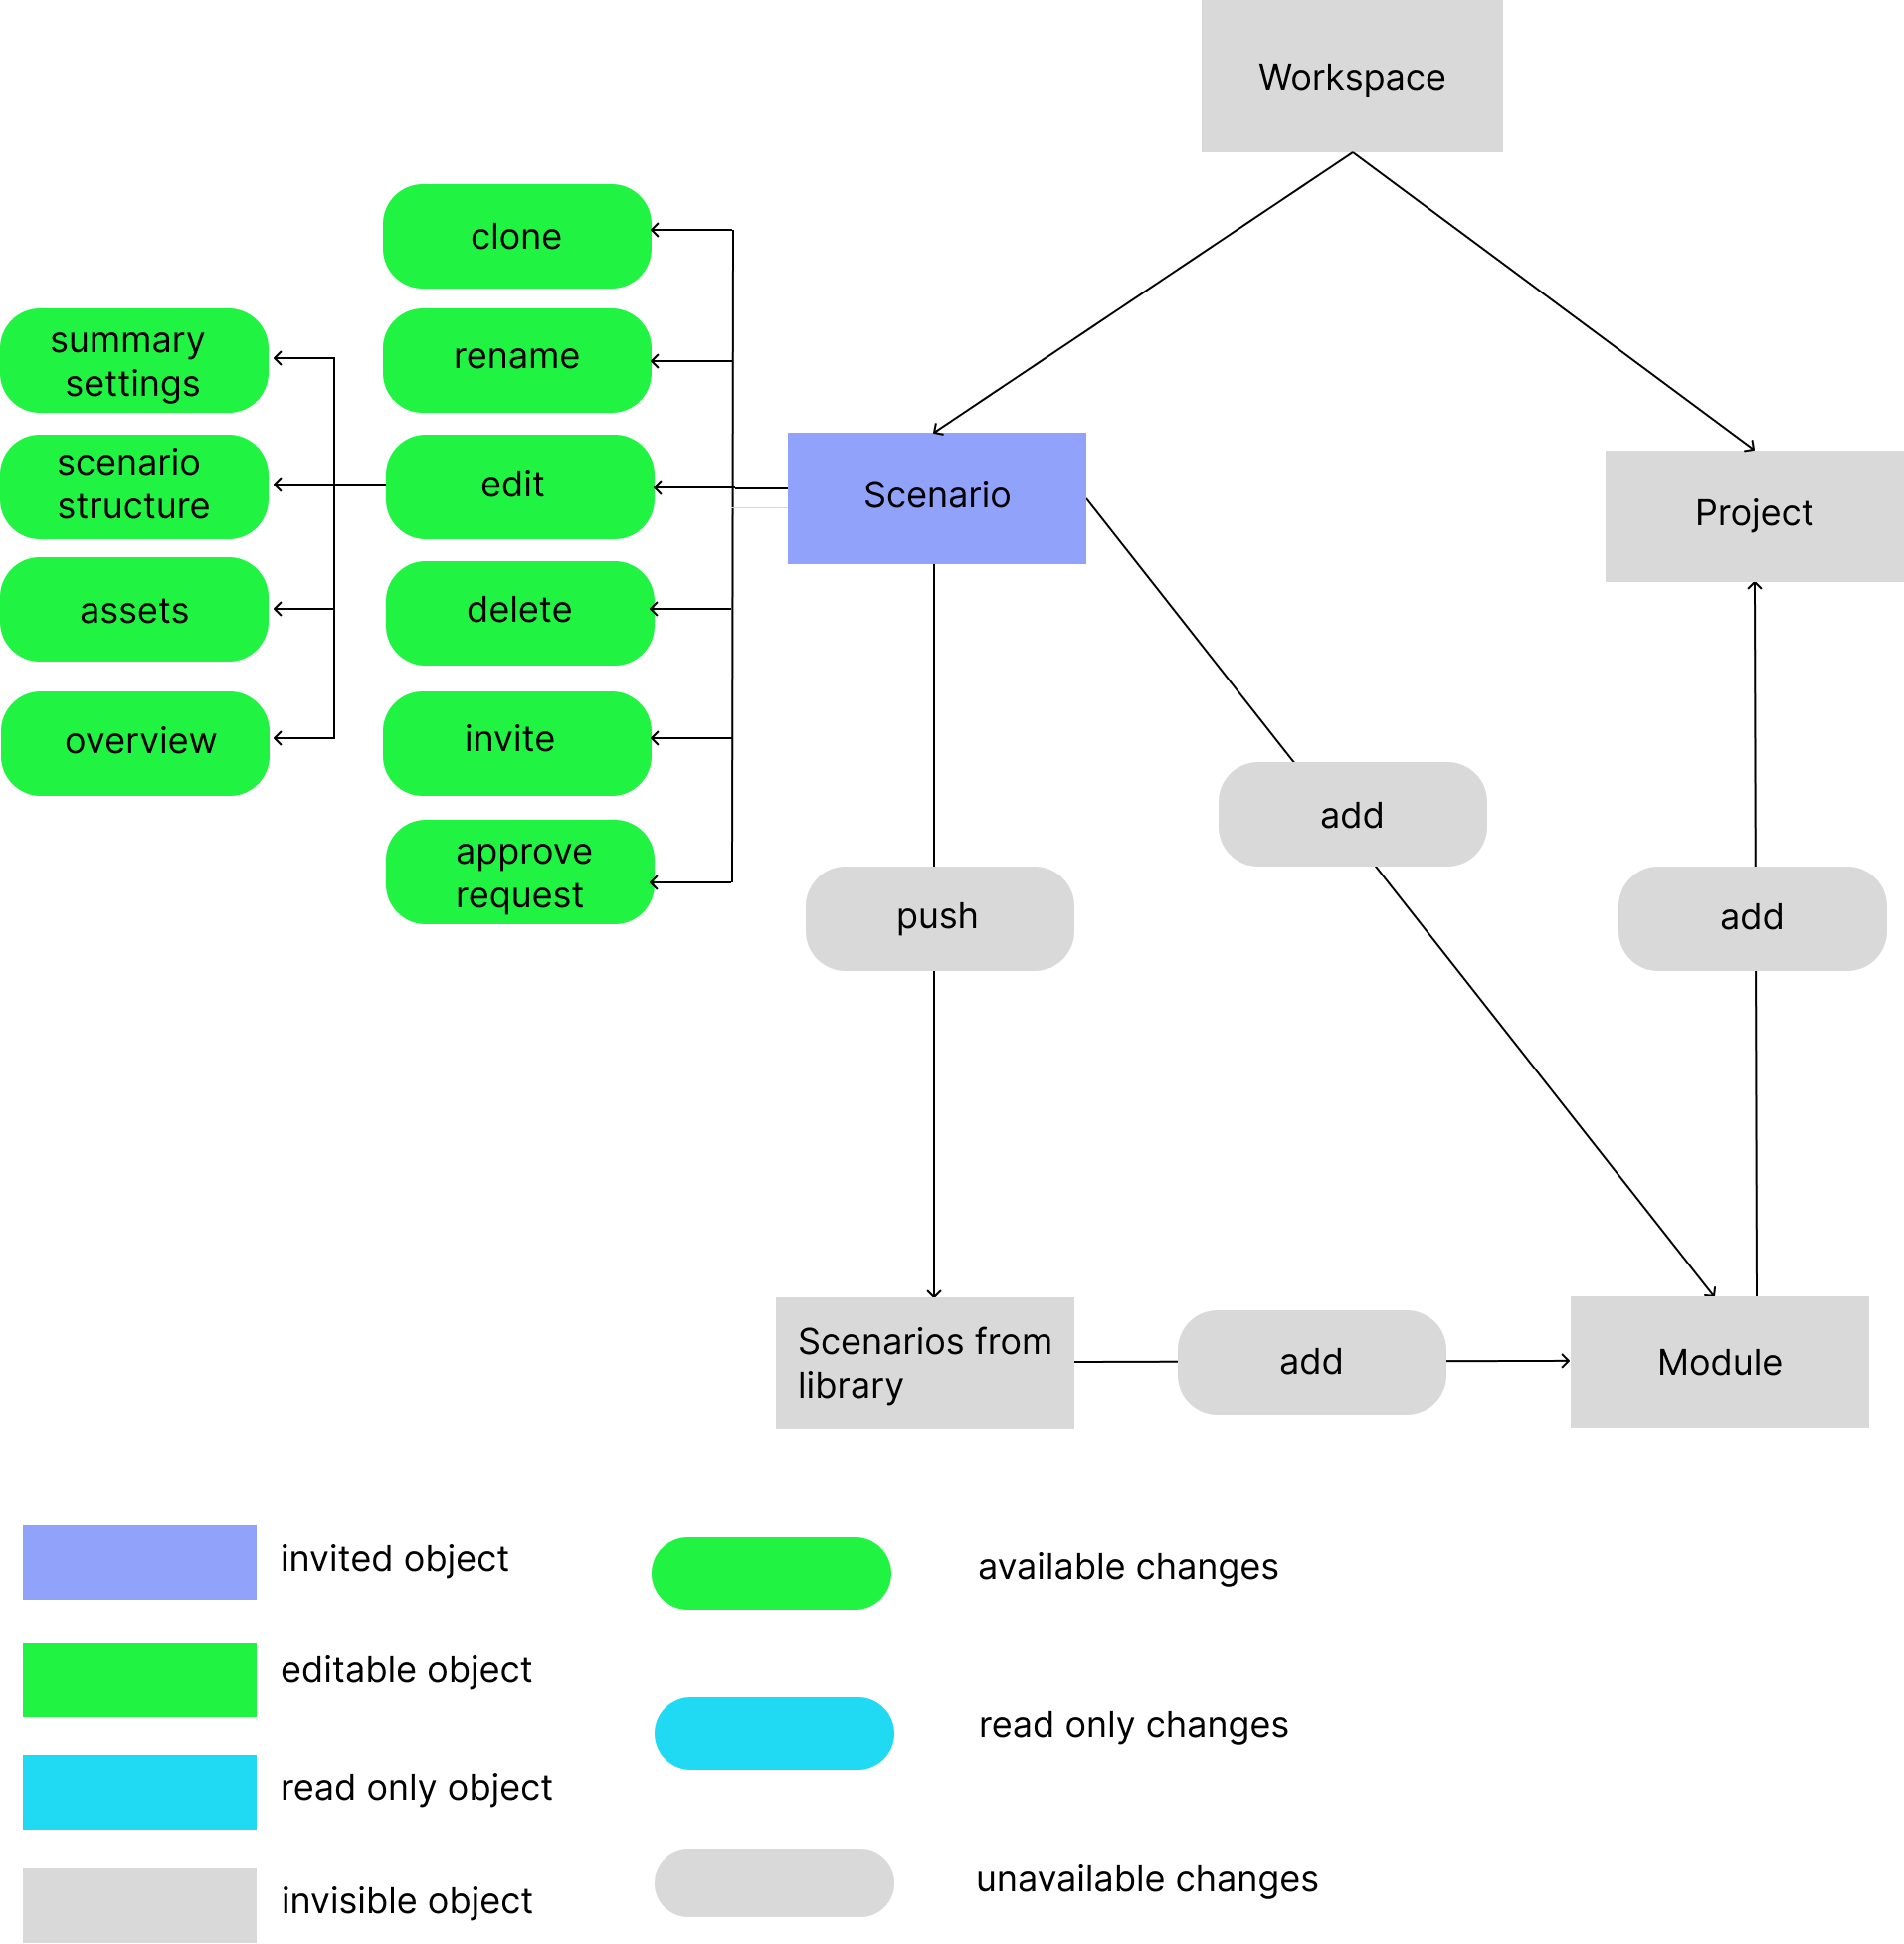 Workspace
clone
rename
summary
settings
scenario
structure
edit
Scenario
Project
assets
delete
overview
invite
add
approve
request
push
add
Scenarios from
library
add
Module
invited object
available changes
editable object
read only changes
read only object
unavailable changes
invisible object